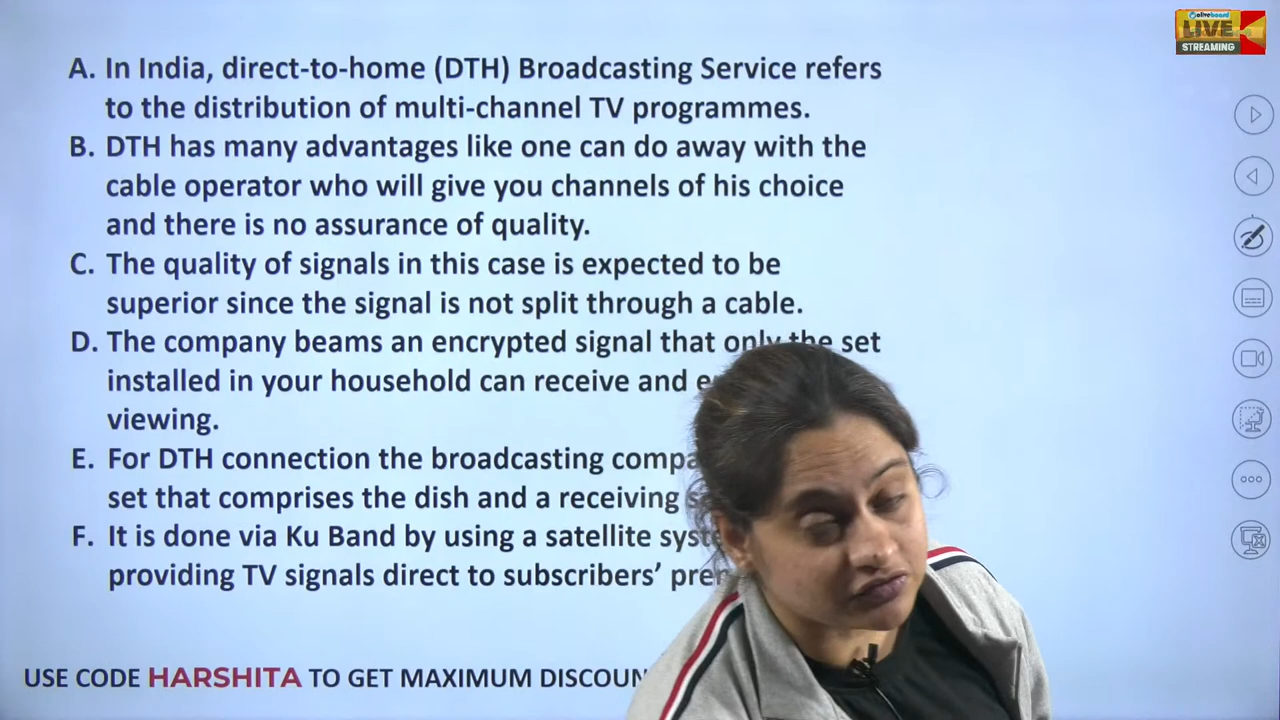 oliveboard
LIVE
STREAMING
A. In India, direct-to-home (DTH) Broadcasting Service refers
to the distribution of multi-channel TV programmes.
B. DTH has many advantages like one can do away with the
cable operator who will give you channels of his choice
and there is no assurance of quality.
C. The quality of signals in this case is expected to be
superior since the signal is not split through a cable.
D. The company beams an encrypted signal that only the set
installed in your household can receive and
viewing.
E. For DTH connection the broadcasting
set that comprises the dish and a receiving
F. It is done via Ku Band by using a satellite
providing TV signals direct to subscribers’
USE CODE HARSHITA TO GET MAXIMUM